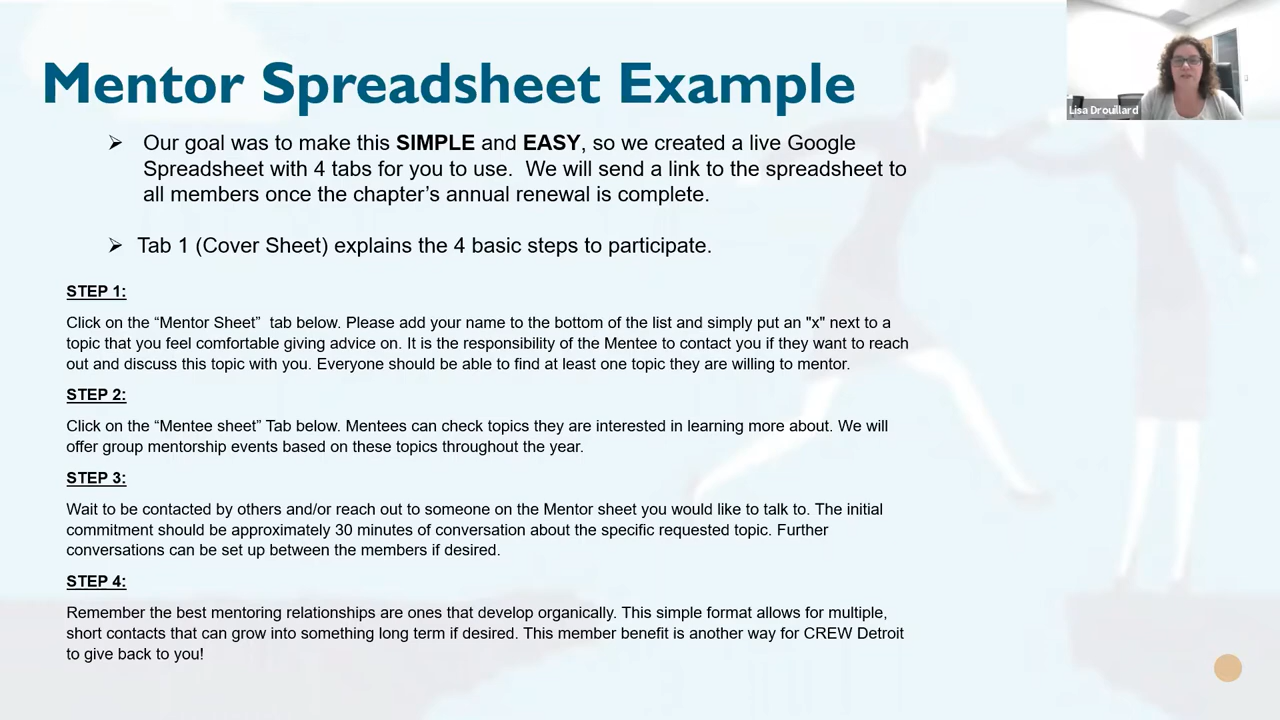 Mentor Spreadsheet Example
Lisa Drouillard
➢ Our goal was to make this SIMPLE and EASY, so we created a live Google
Spreadsheet with 4 tabs for you to use.  We will send a link to the spreadsheet to
all members once the chapter’s annual renewal is complete.
➢ Tab 1 (Cover Sheet) explains the 4 basic steps to participate.
STEP 1:
Click on the “Mentor Sheet”  tab below. Please add your name to the bottom of the list and simply put an "x" next to a
topic that you feel comfortable giving advice on. It is the responsibility of the Mentee to contact you if they want to reach
out and discuss this topic with you. Everyone should be able to find at least one topic they are willing to mentor.
STEP 2:
Click on the “Mentee sheet” Tab below. Mentees can check topics they are interested in learning more about. We will
offer group mentorship events based on these topics throughout the year.
STEP 3:
Wait to be contacted by others and/or reach out to someone on the Mentor sheet you would like to talk to. The initial
commitment should be approximately 30 minutes of conversation about the specific requested topic. Further
conversations can be set up between the members if desired.
STEP 4:
Remember the best mentoring relationships are ones that develop organically. This simple format allows for multiple,
short contacts that can grow into something long term if desired. This member benefit is another way for CREW Detroit
to give back to you!